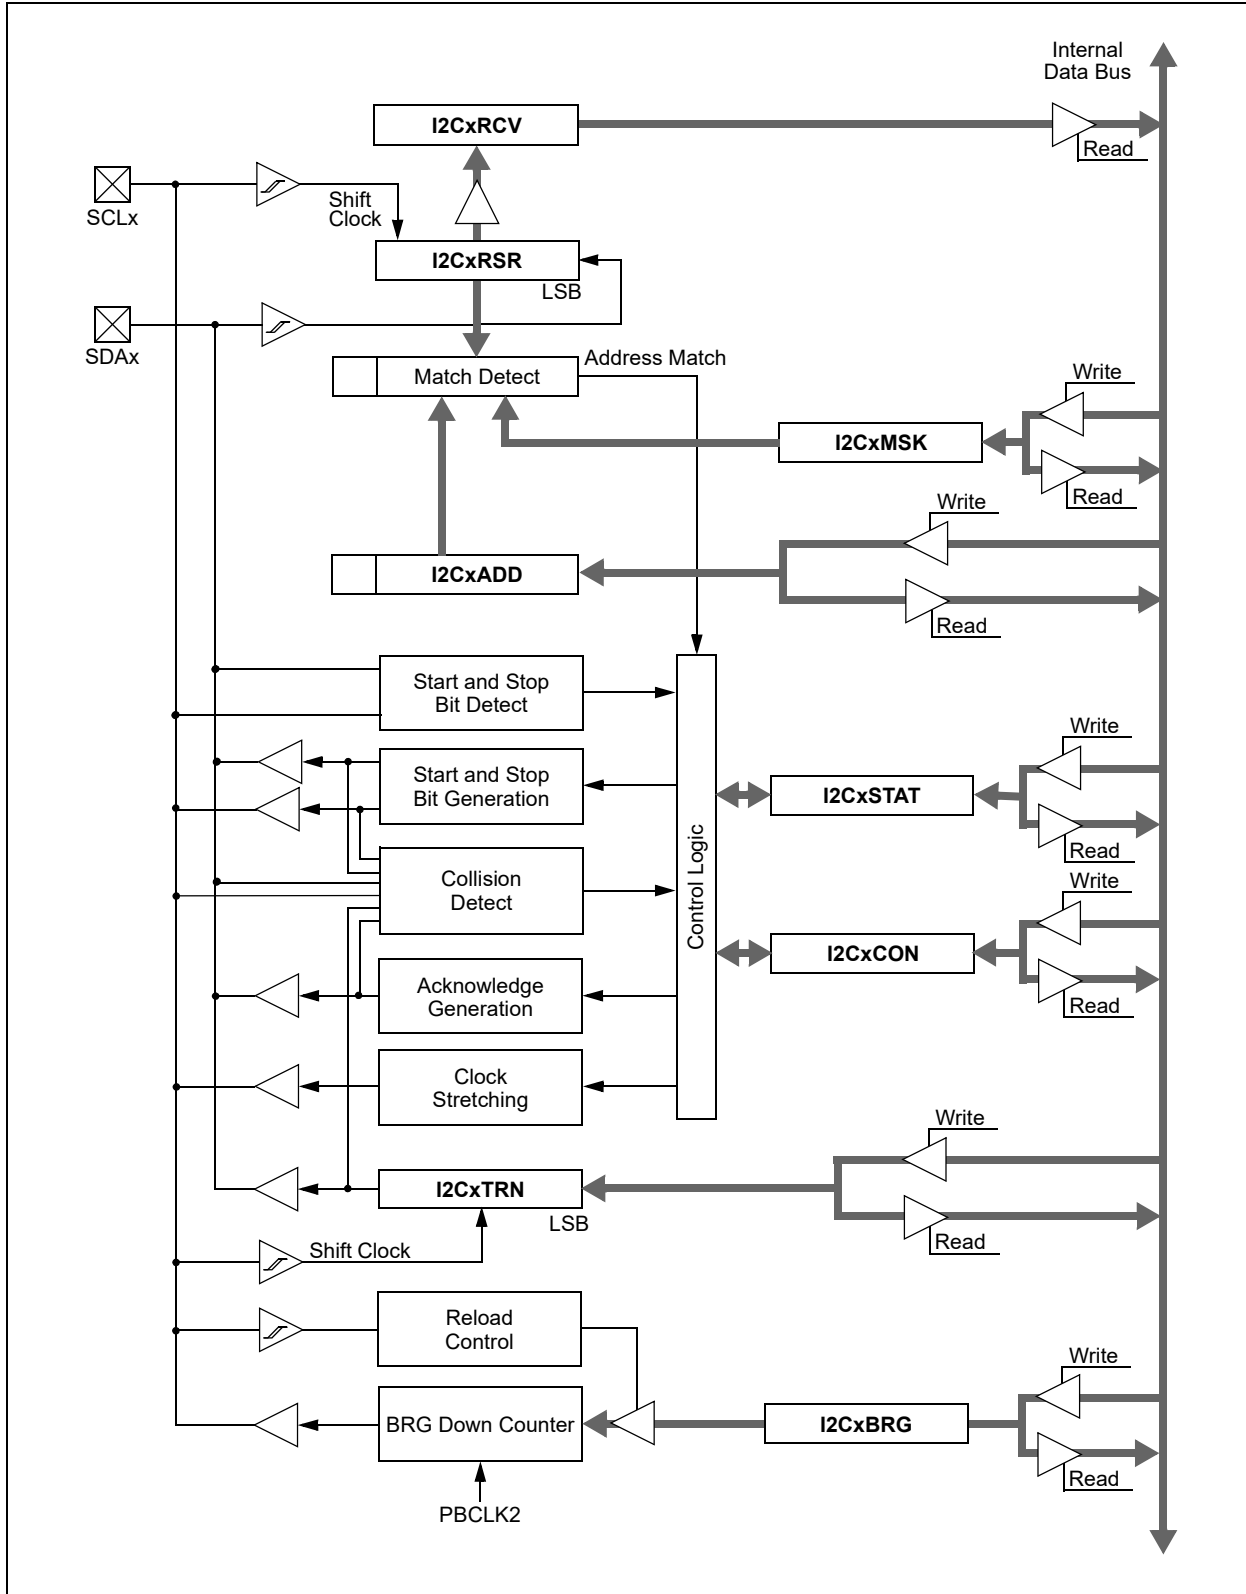 Internal
Data Bus
I2CxRCV
Read
SCLx
Shift
Clock
I2CxRSR
LSB
SDAx
Address Match
Match Detect
Write
I2CxMSK
Read
Write
I2CxADD
Read
Start and Stop
Bit Detect
Start and Stop
Bit Generation
Write
I2CxSTAT
Read
Collision
Detect
Control Logic
Write
I2CxCON
Read
Acknowledge
Generation
Clock
Stretching
Write
I2CxTRN
LSB
Read
Shift Clock
Reload
Control
Write
BRG Down Counter
I2CxBRG
Read
PBCLK2